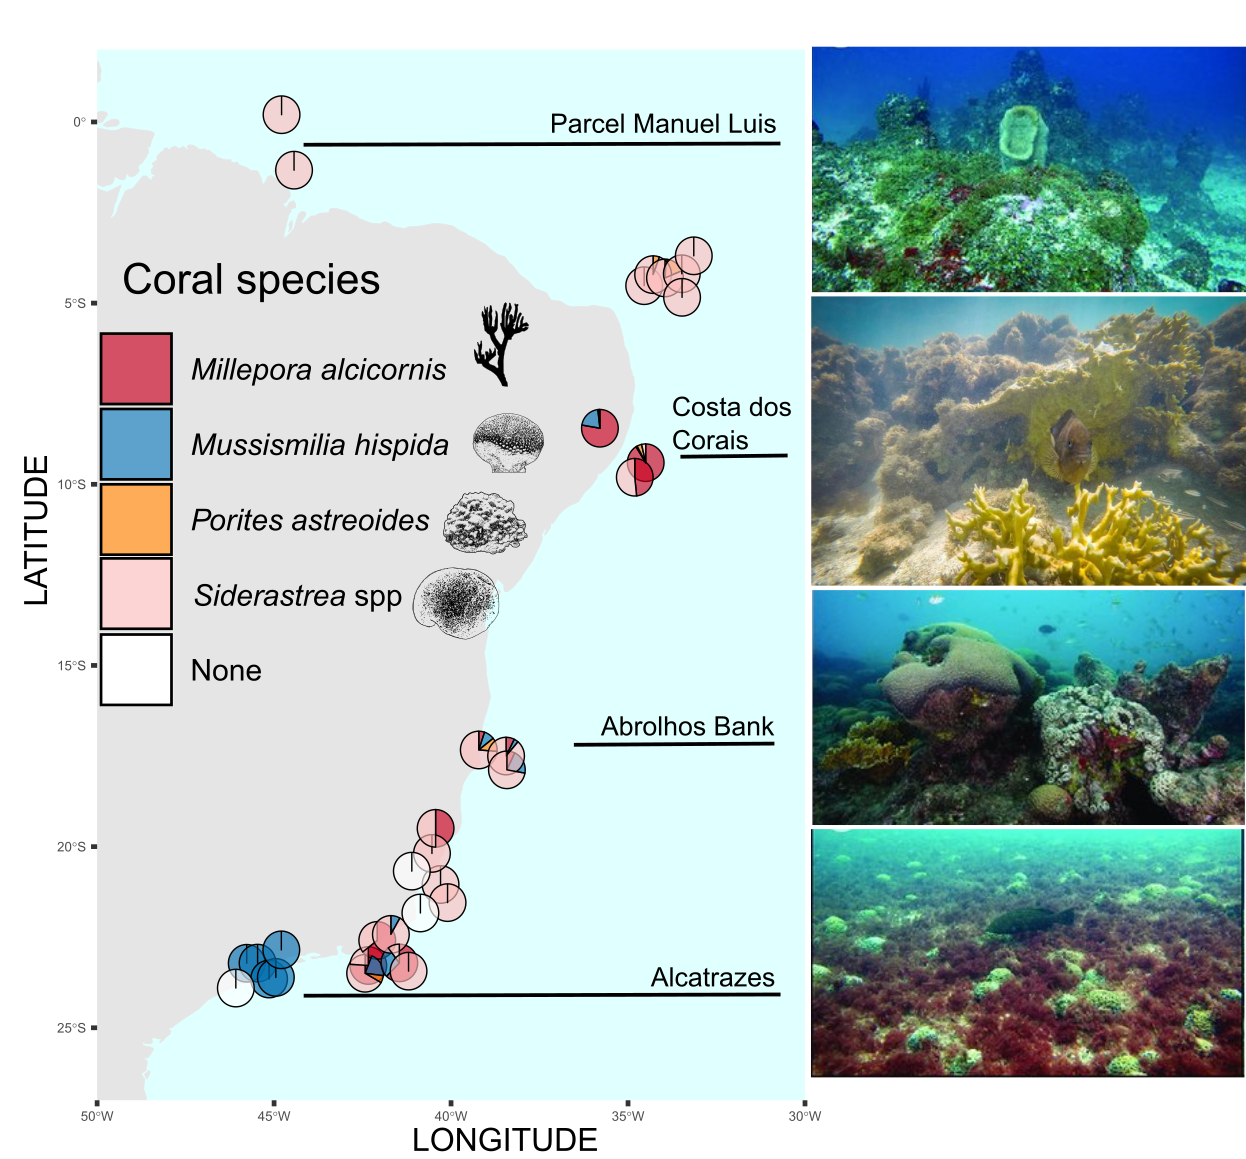 Parcel Manuel Luis
0°
Coral species
5°S
Millepora alcicornis
Costa dos
Corais
Mussismilia hispida
10°S
Porites astreoides
LATITUDE
Siderastrea spp
15°S
None
Abrolhos Bank
20°S
Alcatrazes
25°S
50°W 45°W 40°W 35°W 30°W
LONGITUDE